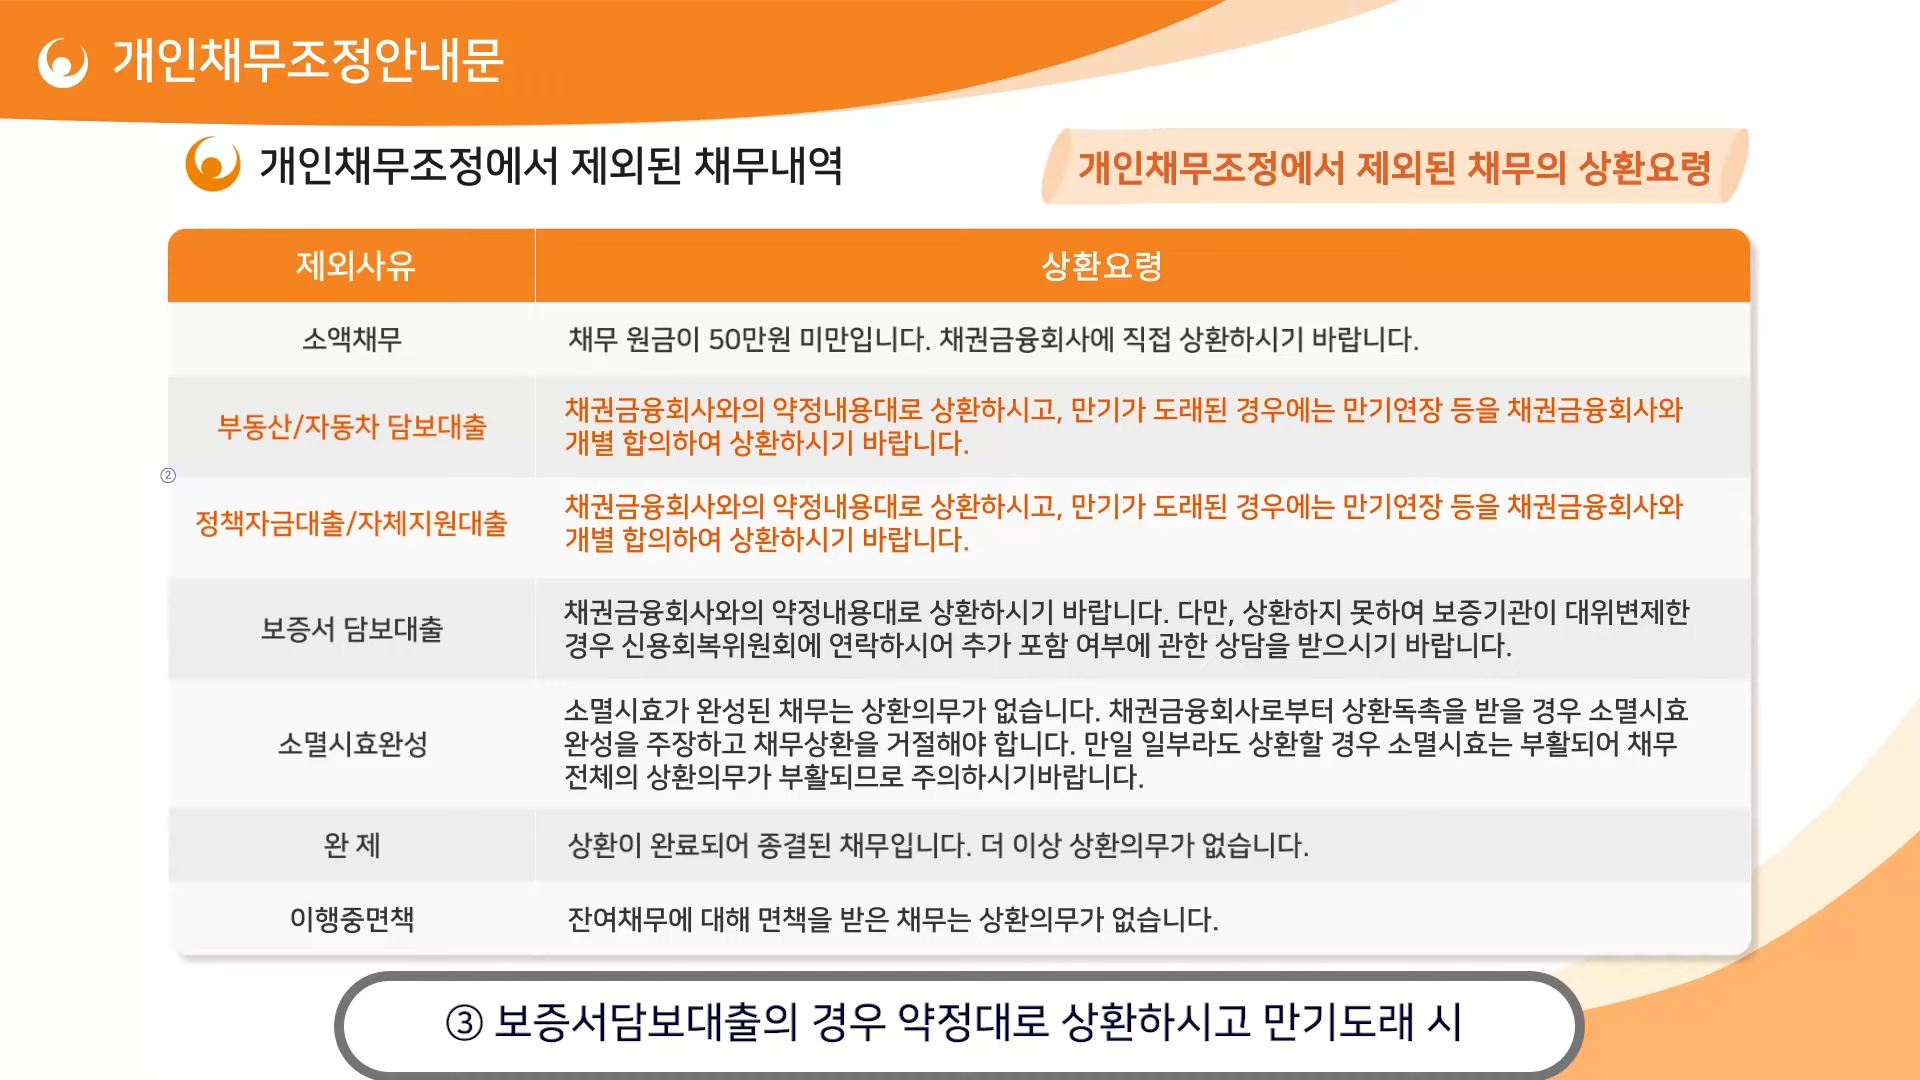 개인채무조정안내문
개인채무조정에서 제외된 채무내역
개인채무조정에서 제외된 채무의 상환요령
제외사유
상환요령
소액채무
채무 원금이 50만원 미만입니다. 채권금융회사에 직접 상환하시기 바랍니다.
부동산/자동차 담보대출
채권금융회사와의 약정내용대로 상환하시고, 만기가 도래된 경우에는 만기연장 등을 채권금융회사와
개별 합의하여 상환하시기 바랍니다.
②
정책자금대출/자체지원대출
채권금융회사와의 약정내용대로 상환하시고, 만기가 도래된 경우에는 만기연장 등을 채권금융회사와
개별 합의하여 상환하시기 바랍니다.
보증서 담보대출
채권금융회사와의 약정내용대로 상환하시기 바랍니다. 다만, 상환하지 못하여 보증기관이 대위변제한
경우 신용회복위원회에 연락하시어 추가 포함 여부에 관한 상담을 받으시기 바랍니다.
소멸시효완성
소멸시효가 완성된 채무는 상환의무가 없습니다. 채권금융회사로부터 상환독촉을 받을 경우 소멸시효
완성을 주장하고 채무상환을 거절해야 합니다. 만일 일부라도 상환할 경우 소멸시효는 부활되어 채무
전체의 상환의무가 부활되므로 주의하시기바랍니다.
완 제
상환이 완료되어 종결된 채무입니다. 더 이상 상환의무가 없습니다.
이행중면책
잔여채무에 대해 면책을 받은 채무는 상환의무가 없습니다.
③ 보증서담보대출의 경우 약정대로 상환하시고 만기도래 시